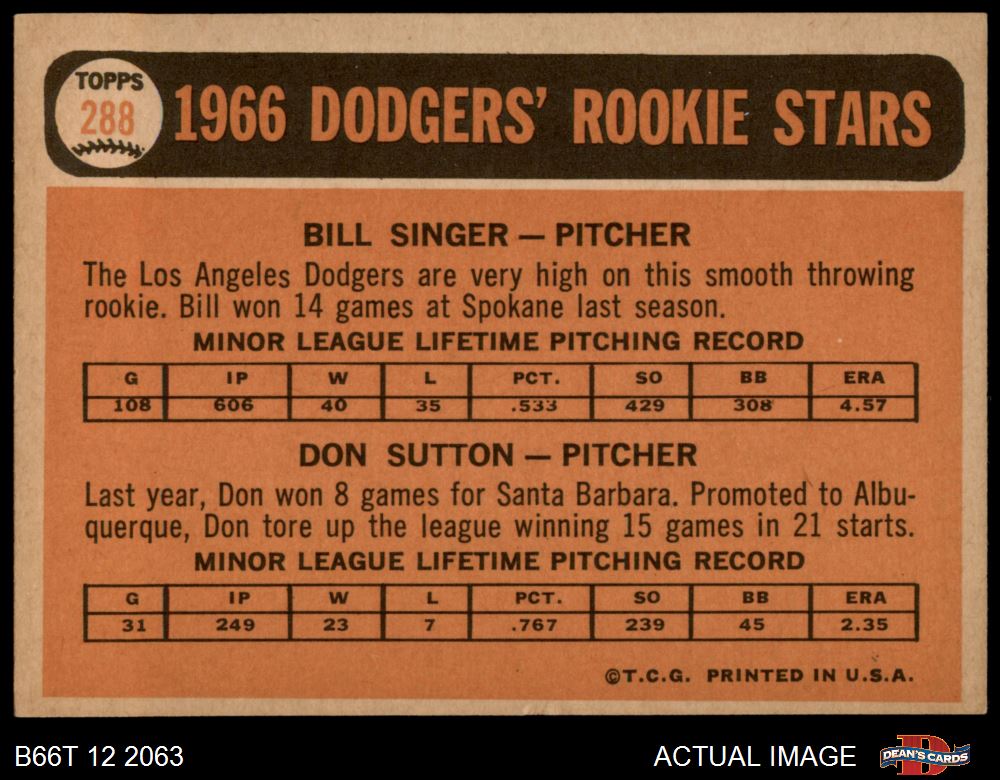 TOPPS
288
1966 DODGERS' ROOKIE STARS
BILL SINGER — PITCHER
The Los Angeles Dodgers are very high on this smooth throwing
rookie. Bill won 14 games at Spokane last season.
MINOR LEAGUE LIFETIME PITCHING RECORD
G IP W L PCT. SO BB ERA
108 606 40 35 .533 429 308 4.57
DON SUTTON — PITCHER
Last year, Don won 8 games for Santa Barbara. Promoted to Albu-
querque, Don tore up the league winning 15 games in 21 starts.
MINOR LEAGUE LIFETIME PITCHING RECORD
G IP W L PCT. SO BB ERA
31 249 23 7 .767 239 45 2.35
©T.C.G. PRINTED IN U.S.A.
B66T 12 2063 ACTUAL IMAGE D DEAN'S CARDS